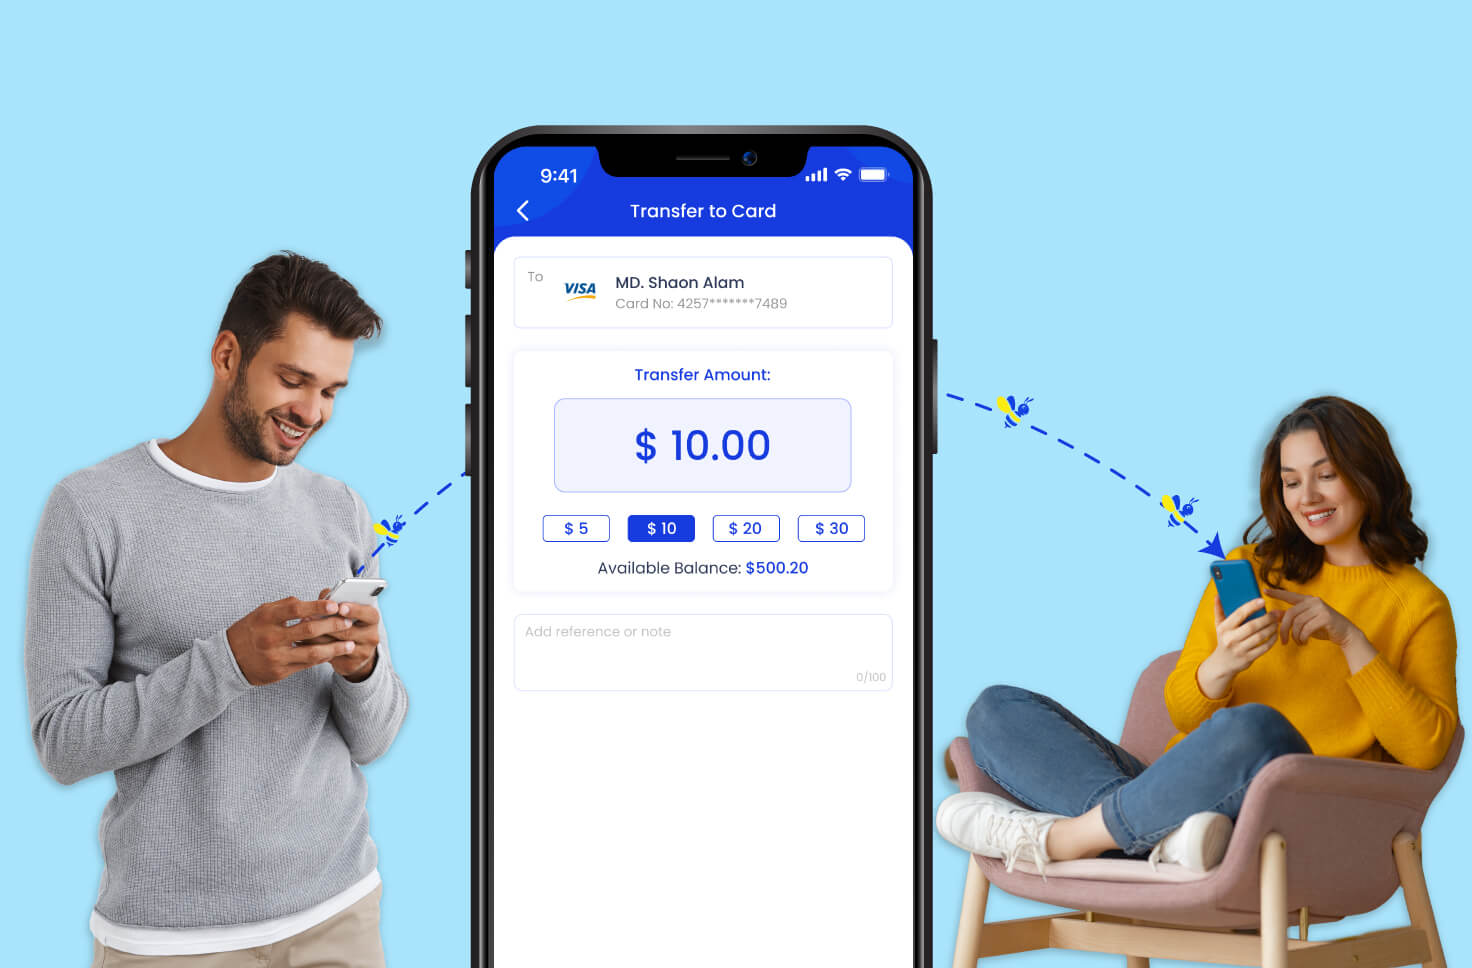 9:41
Transfer to Card
To
VISA
MD. Shaon Alam
Card No: 4257*******7489
Transfer Amount:
$ 10.00
$ 5 $ 10 $ 20 $ 30
Available Balance: $500.20
Add reference or note
0/100